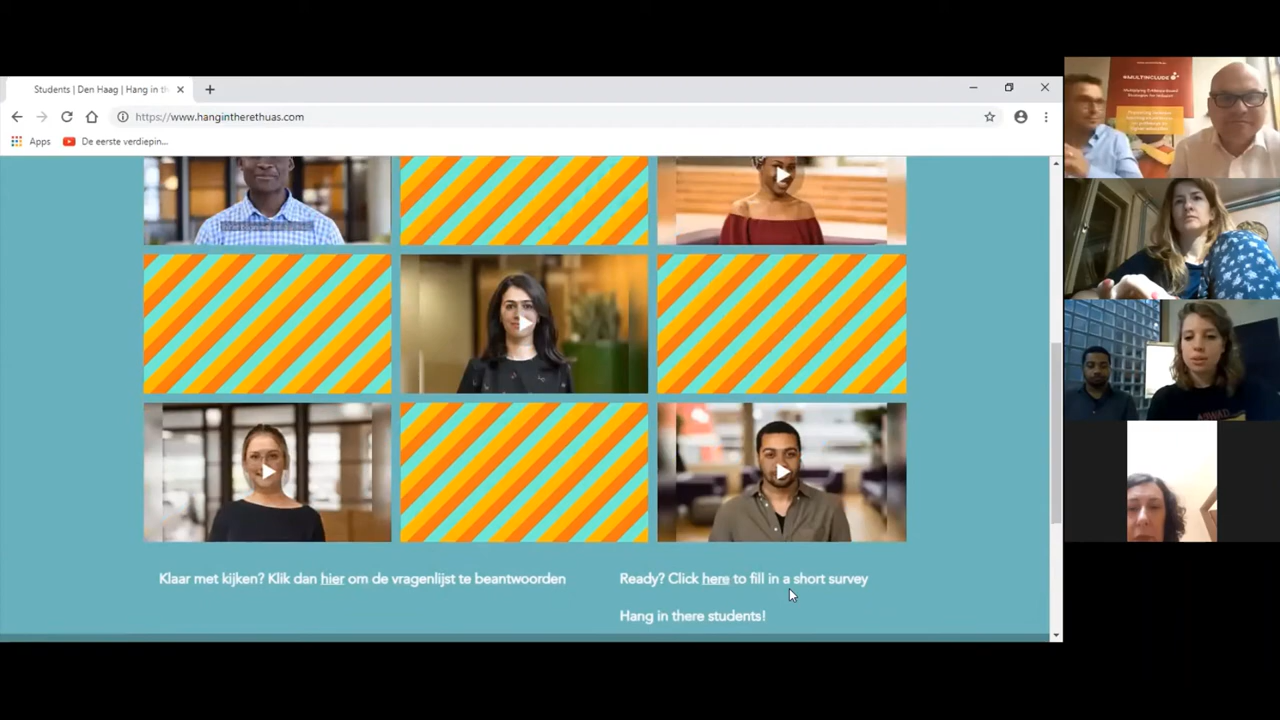 Students | Den Haag | Hang in th
https://www.hangintherethuas.com
Apps
De eerste verdiepin...
#MULTINCLUDE
Klaar met kijken? Klik dan hier om de vragenlijst te beantwoorden
Ready? Click here to fill in a short survey
Hang in there students!